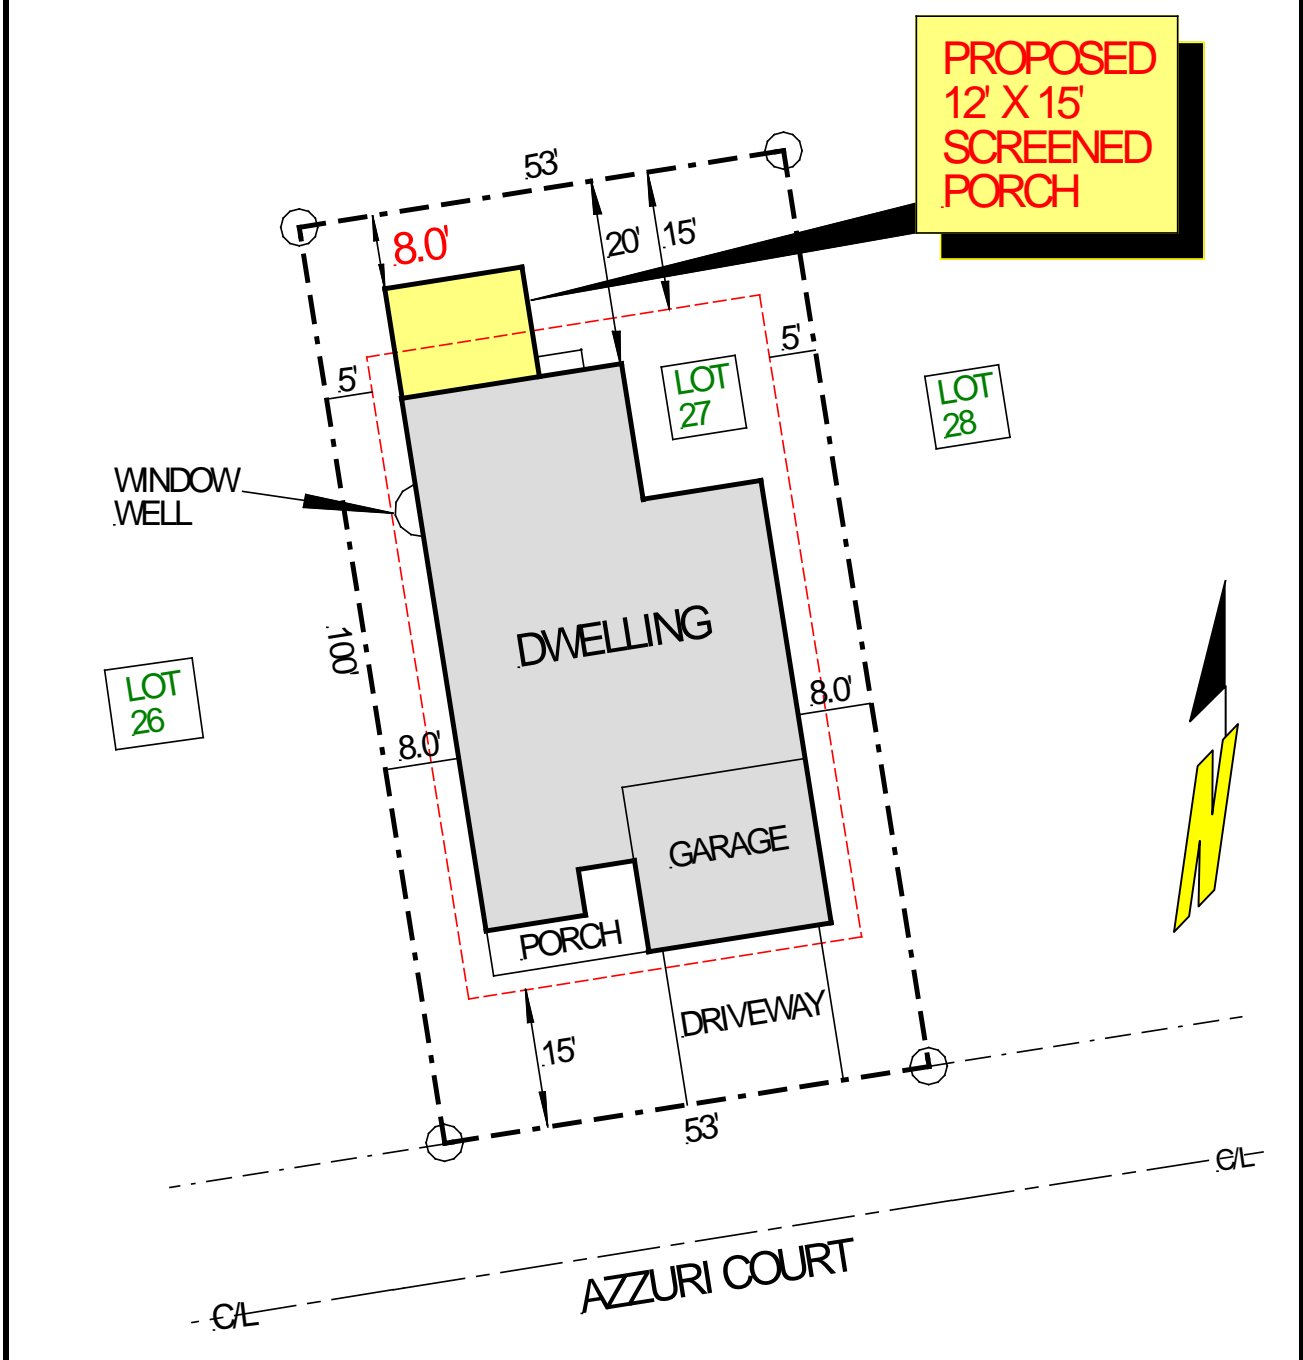 PROPOSED
12' X 15'
SCREENED
PORCH
53'
8.0'
20'
15'
5'
5'
LOT
27
LOT
28
WINDOW
WELL
DWELLING
100'
LOT
26
8.0'
8.0'
GARAGE
PORCH
DRIVEWAY
15'
53'
N
C/L
AZZURI COURT
C/L